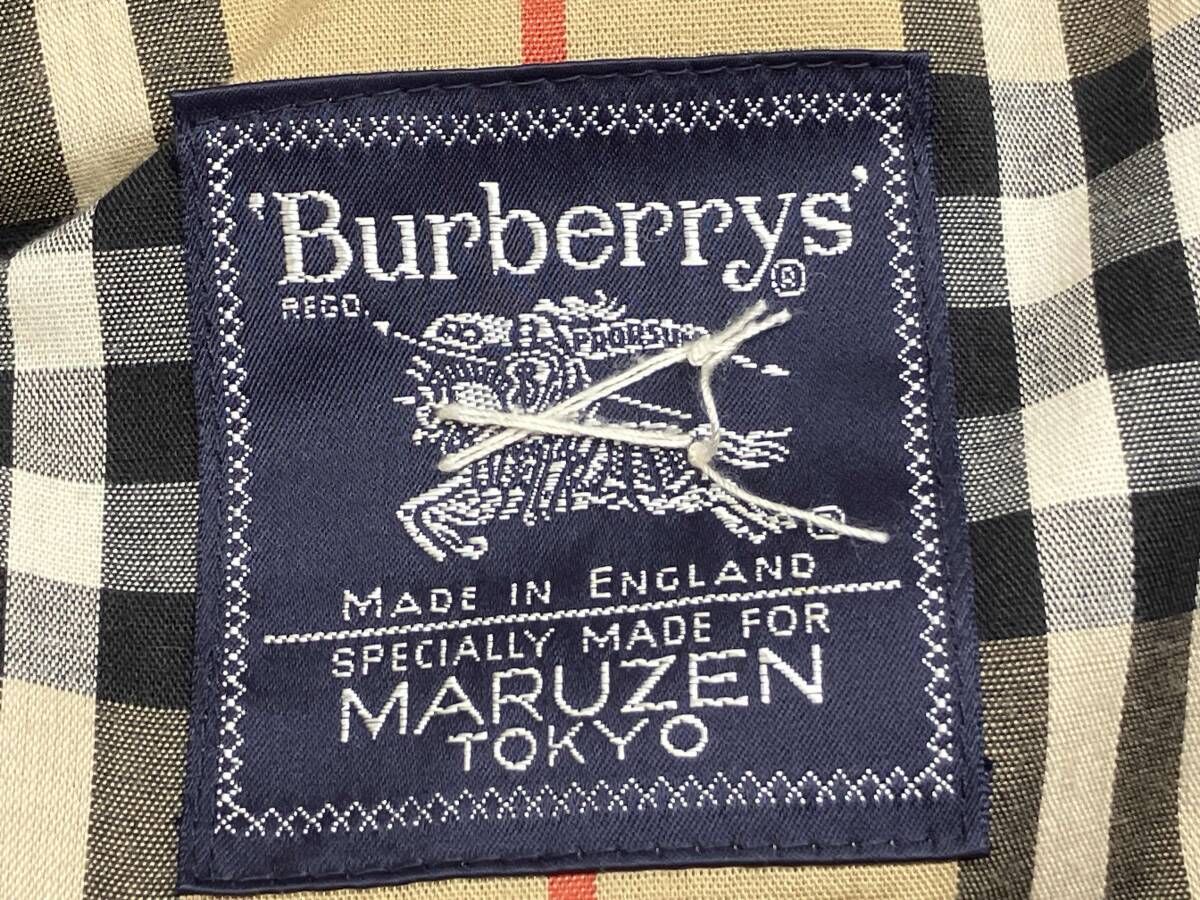 'Burberrys'
REGD. ®
PRORSUM
MADE IN ENGLAND
SPECIALLY MADE FOR
MARUZEN
TOKYO